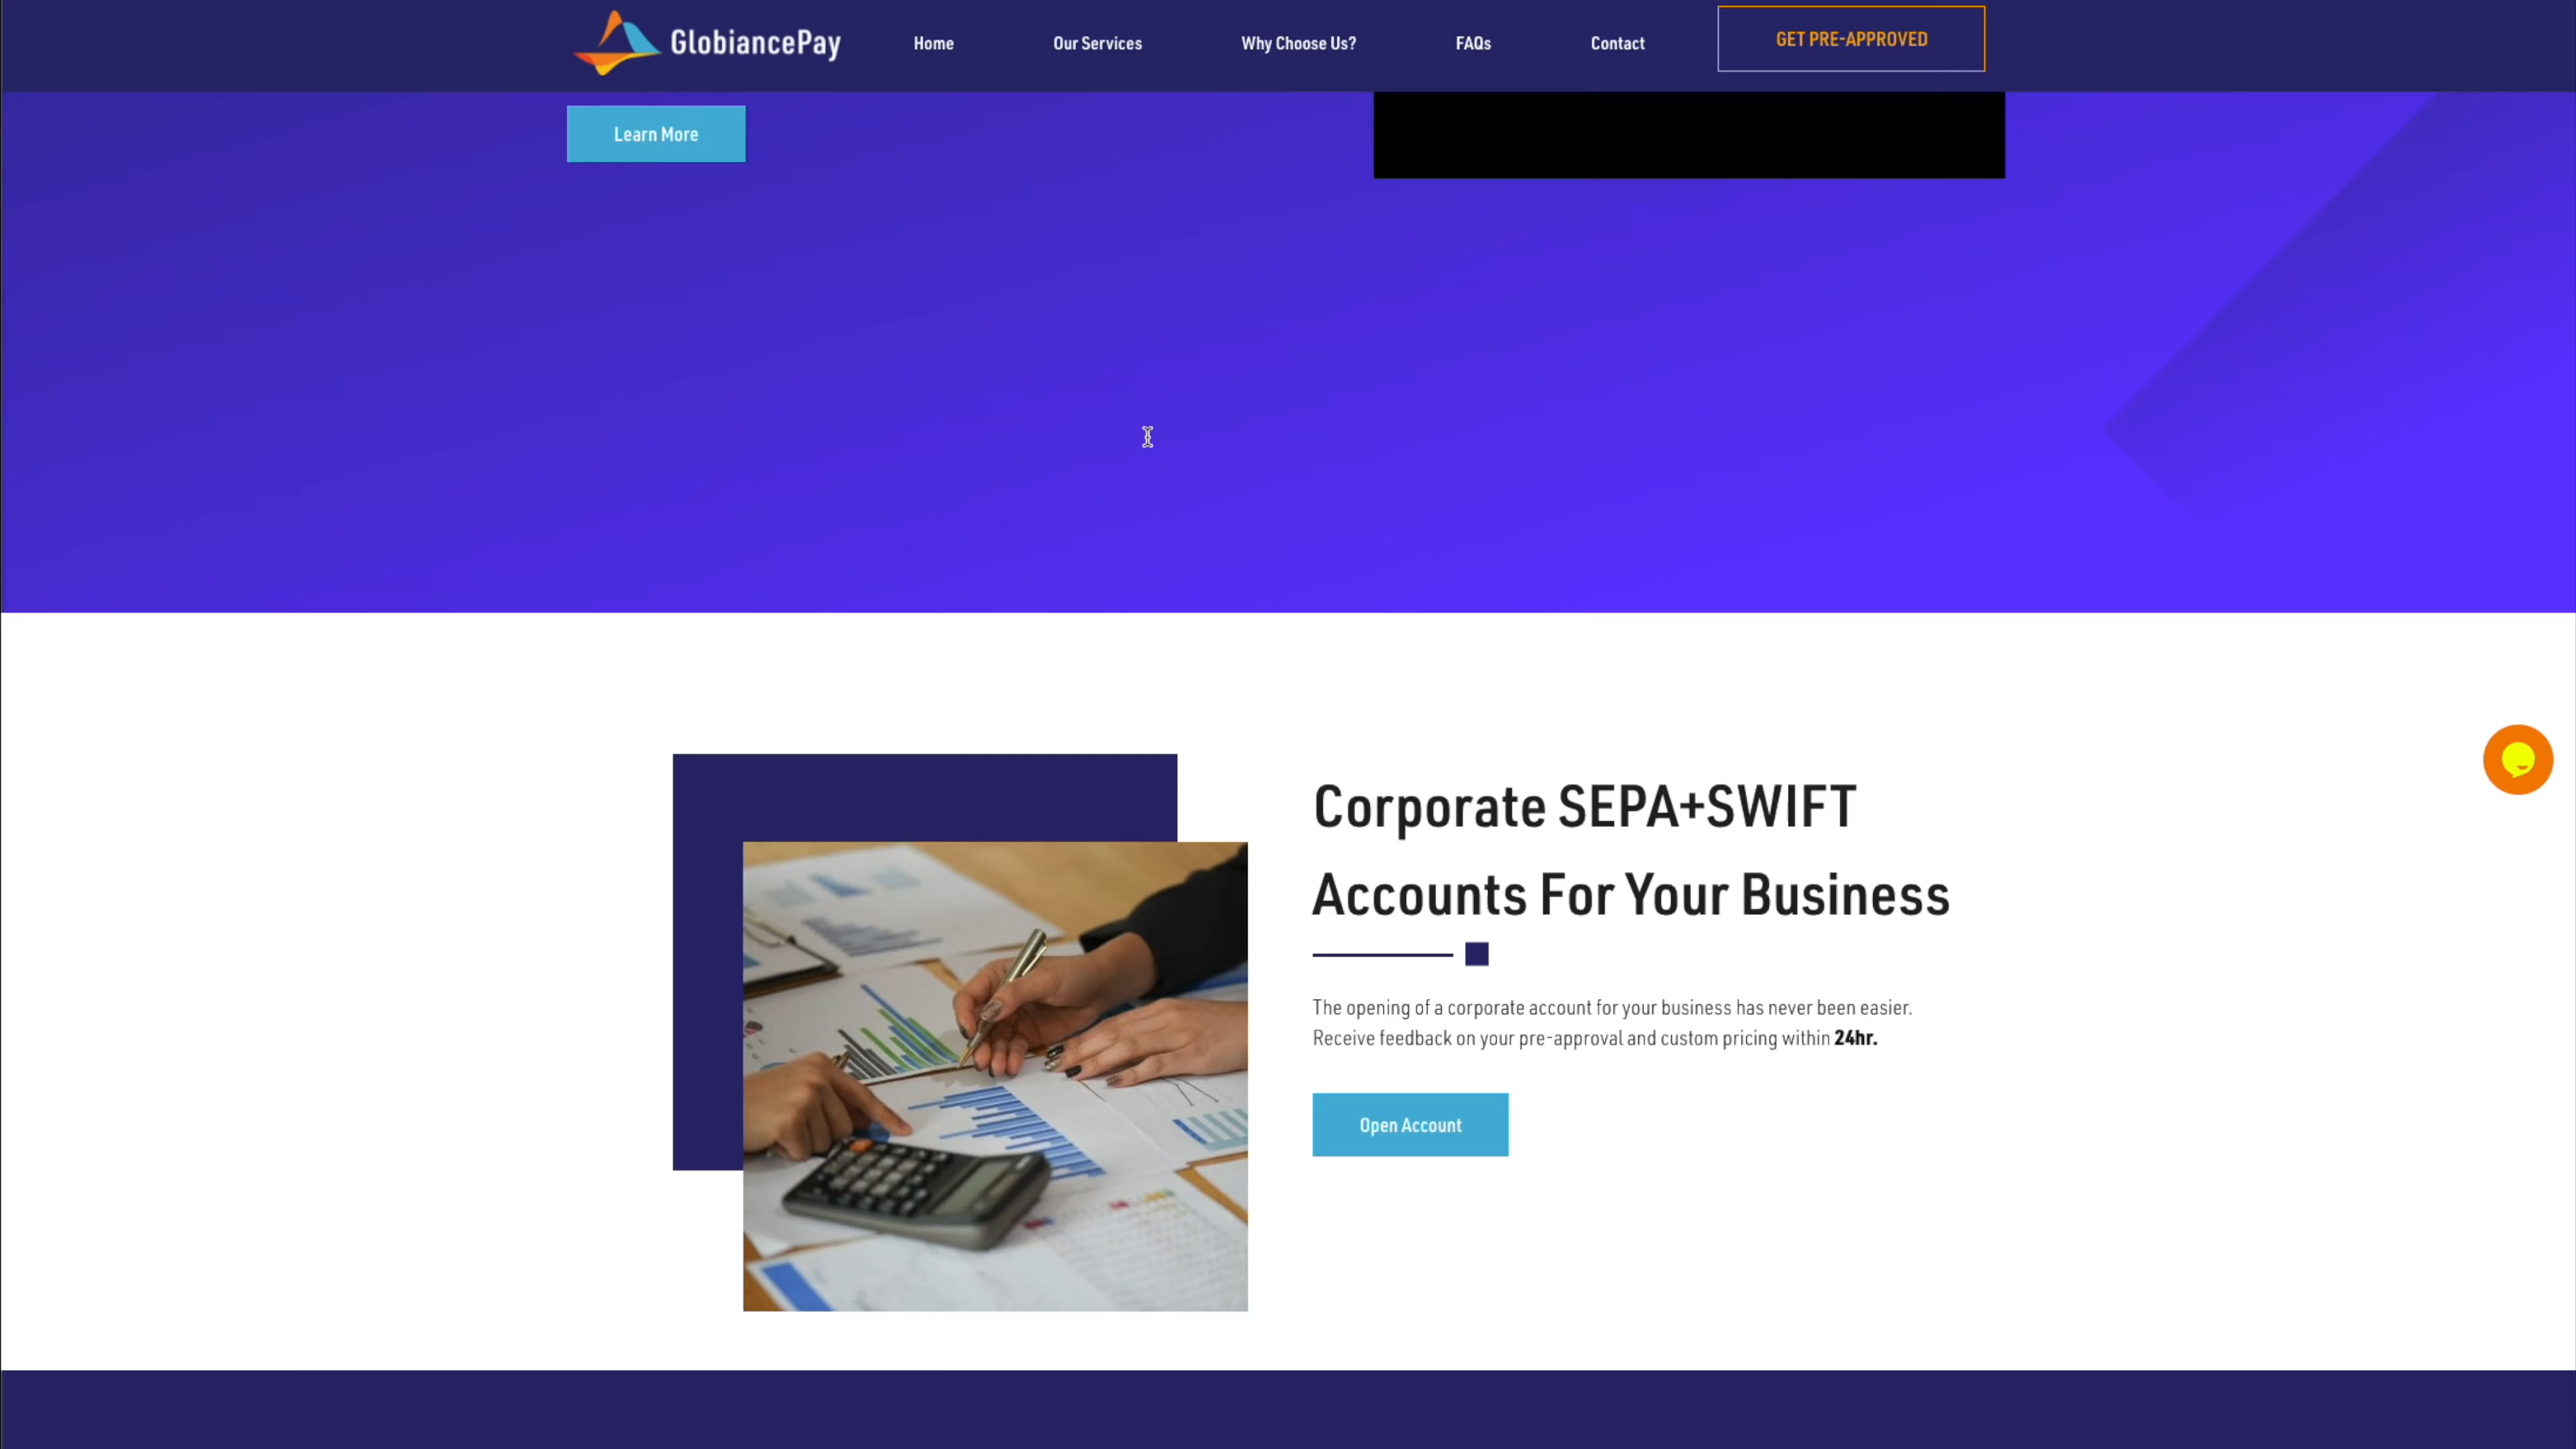 GlobiancePay
Home
Our Services
Why Choose Us?
FAQs
Contact
GET PRE-APPROVED
Learn More
Corporate SEPA+SWIFT
Accounts For Your Business
The opening of a corporate account for your business has never been easier.
Receive feedback on your pre-approval and custom pricing within 24hr.
Open Account